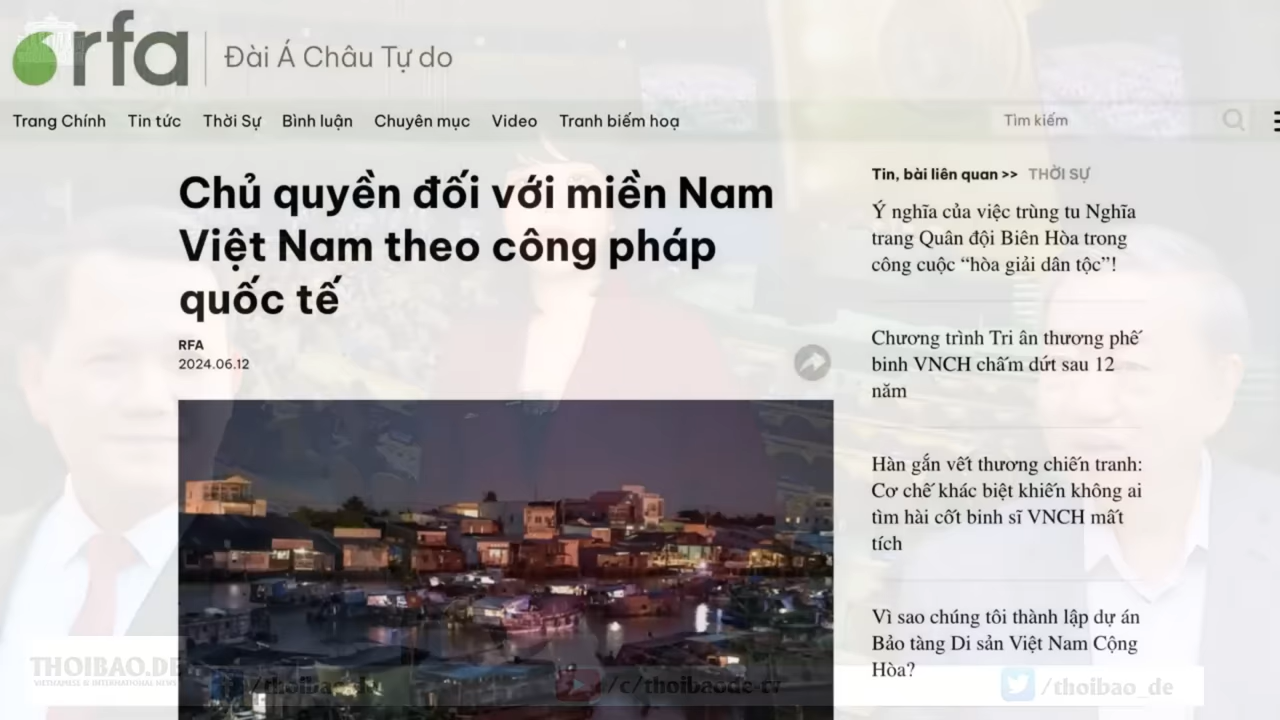 rfa
Đài Á Châu Tự do
Trang Chính Tin tức Thời Sự Bình luận Chuyên mục Video Tranh biếm hoạ
Tìm kiếm
Chủ quyền đối với miền Nam
Việt Nam theo công pháp
quốc tế
RFA
2024.06.12
Tin, bài liên quan >> THỜI SỰ
Ý nghĩa của việc trùng tu Nghĩa
trang Quân đội Biên Hòa trong
công cuộc “hòa giải dân tộc”!
Chương trình Tri ân thương phế
binh VNCH chấm dứt sau 12
năm
Hàn gắn vết thương chiến tranh:
Cơ chế khác biệt khiến không ai
tìm hài cốt binh sĩ VNCH mất
tích
Vì sao chúng tôi thành lập dự án
Bảo tàng Di sản Việt Nam Cộng
Hòa?
THOIBAO.DE
VIETNAMESE & INTERNATIONAL NEWS
/thoibao.de
/c/thoibaode-tv
/thoibao_de